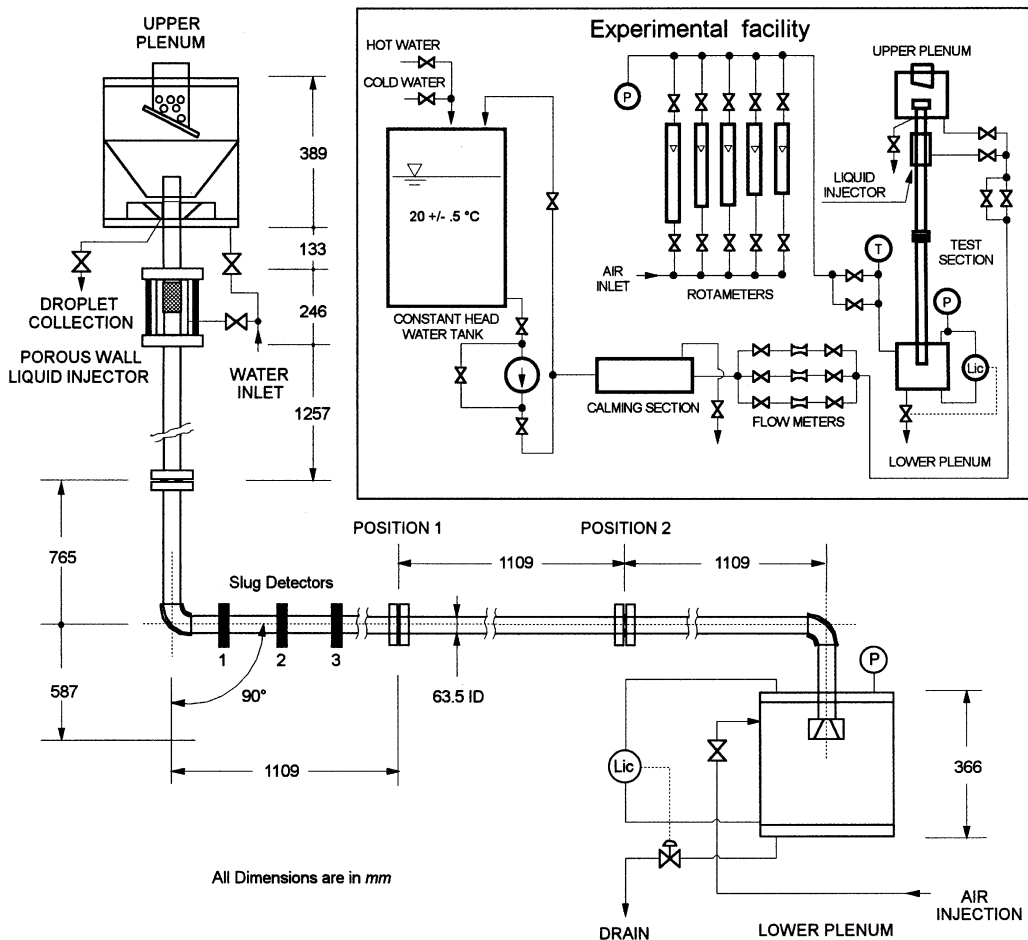 UPPER
PLENUM
389
133
246
1257
DROPLET
COLLECTION
POROUS WALL
LIQUID INJECTOR
WATER
INLET
765
587
Experimental facility
HOT WATER
COLD WATER
20 +/- .5 °C
CONSTANT HEAD
WATER TANK
P
AIR
INLET
ROTAMETERS
UPPER PLENUM
LIQUID
INJECTOR
TEST
SECTION
T
P
Lic
CALMING SECTION
FLOW METERS
LOWER PLENUM
POSITION 1
POSITION 2
1109
1109
Slug Detectors
1
2
3
90°
63.5 ID
1109
P
Lic
366
All Dimensions are in mm
DRAIN
LOWER PLENUM
AIR
INJECTION